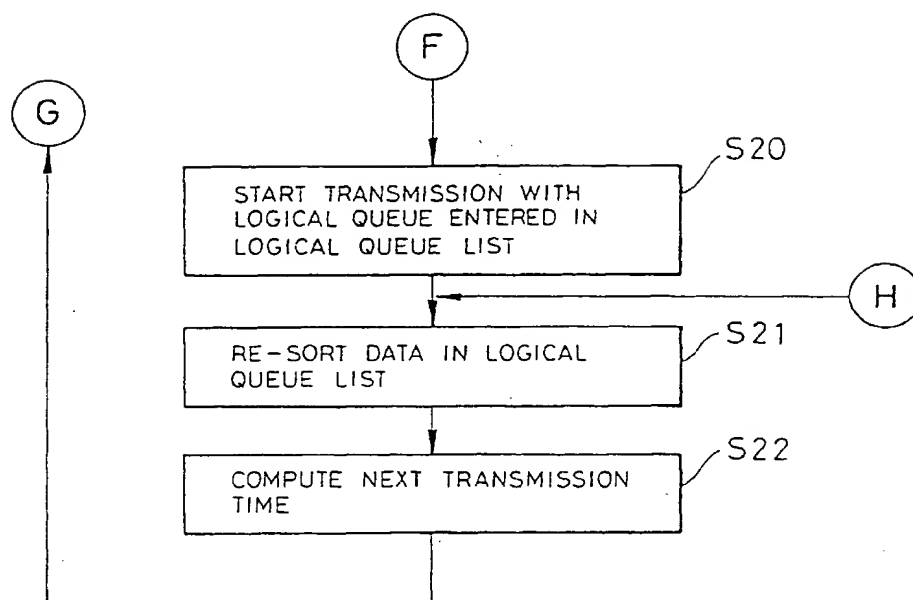 F
G
S20
START TRANSMISSION WITH
LOGICAL QUEUE ENTERED IN
LOGICAL QUEUE LIST
H
S21
RE-SORT DATA IN LOGICAL
QUEUE LIST
S22
COMPUTE NEXT TRANSMISSION
TIME